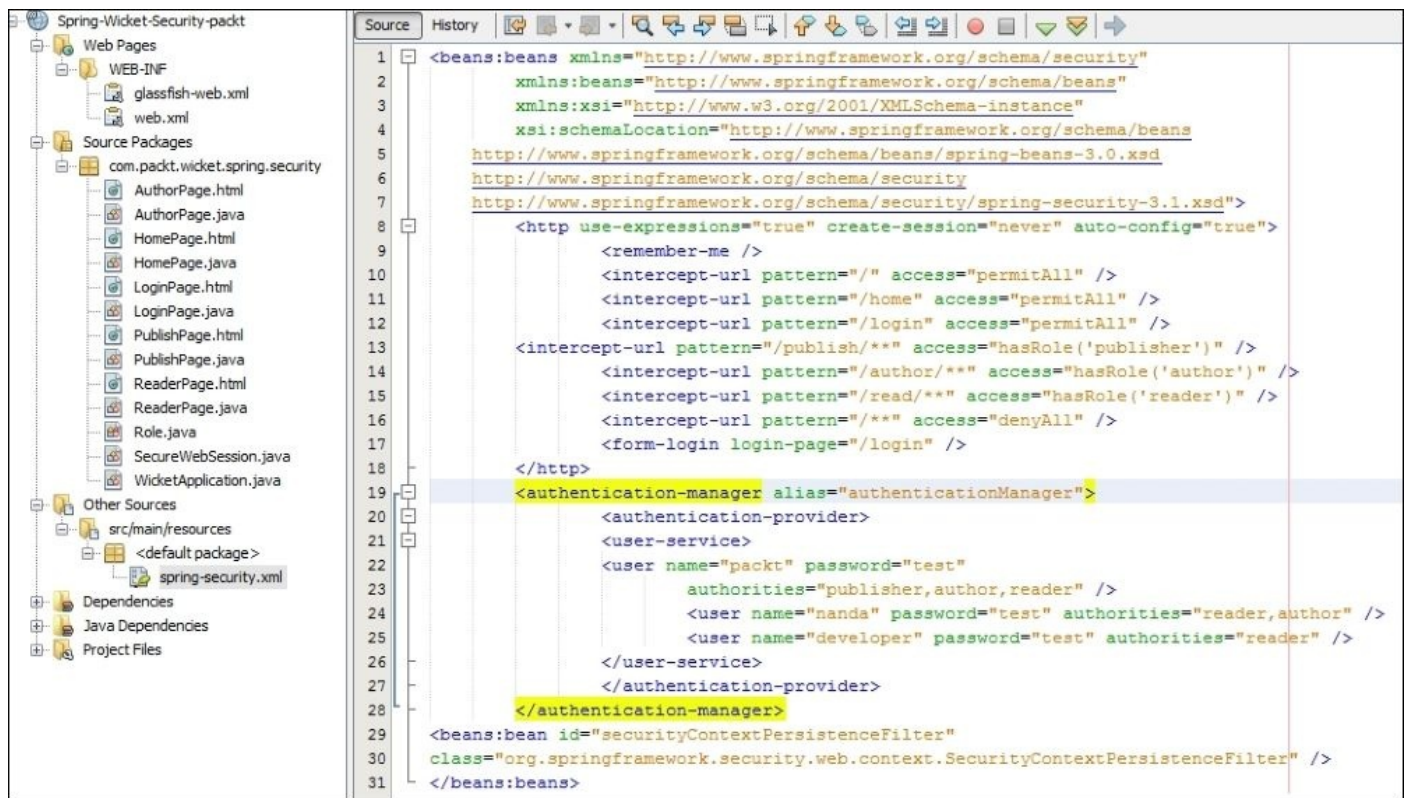 Spring-Wicket-Security-packt
Web Pages
WEB-INF
glassfish-web.xml
web.xml
Source Packages
com.packt.wicket.spring.security
AuthorPage.html
AuthorPage.java
HomePage.html
HomePage.java
LoginPage.html
LoginPage.java
PublishPage.html
PublishPage.java
ReaderPage.html
ReaderPage.java
Role.java
SecureWebSession.java
WicketApplication.java
Other Sources
src/main/resources
<default package>
spring-security.xml
Dependencies
Java Dependencies
Project Files
Source History
1 <beans:beans xmlns="http://www.springframework.org/schema/security"
2 xmlns:beans="http://www.springframework.org/schema/beans"
3 xmlns:xsi="http://www.w3.org/2001/XMLSchema-instance"
4 xsi:schemaLocation="http://www.springframework.org/schema/beans
5 http://www.springframework.org/schema/beans/spring-beans-3.0.xsd
6 http://www.springframework.org/schema/security
7 http://www.springframework.org/schema/security/spring-security-3.1.xsd">
8 <http use-expressions="true" create-session="never" auto-config="true">
9 <remember-me />
10 <intercept-url pattern="/" access="permitAll" />
11 <intercept-url pattern="/home" access="permitAll" />
12 <intercept-url pattern="/login" access="permitAll" />
13 <intercept-url pattern="/publish/**" access="hasRole('publisher')" />
14 <intercept-url pattern="/author/**" access="hasRole('author')" />
15 <intercept-url pattern="/read/**" access="hasRole('reader')" />
16 <intercept-url pattern="/**" access="denyAll" />
17 <form-login login-page="/login" />
18 </http>
19 <authentication-manager alias="authenticationManager">
20 <authentication-provider>
21 <user-service>
22 <user name="packt" password="test"
23 authorities="publisher,author,reader" />
24 <user name="nanda" password="test" authorities="reader,author" />
25 <user name="developer" password="test" authorities="reader" />
26 </user-service>
27 </authentication-provider>
28 </authentication-manager>
29 <beans:bean id="securityContextPersistenceFilter"
30 class="org.springframework.security.web.context.SecurityContextPersistenceFilter" />
31 </beans:beans>